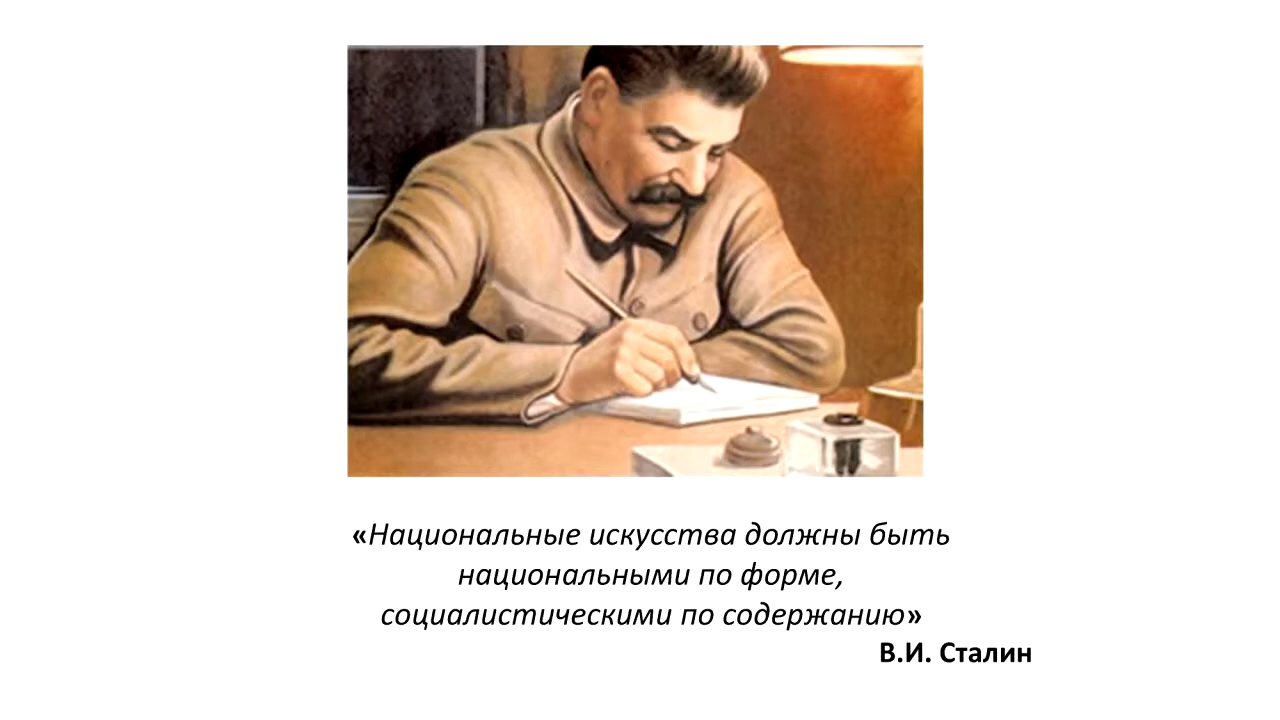 «Национальные искусства должны быть
национальными по форме,
социалистическими по содержанию»
В.И. Сталин